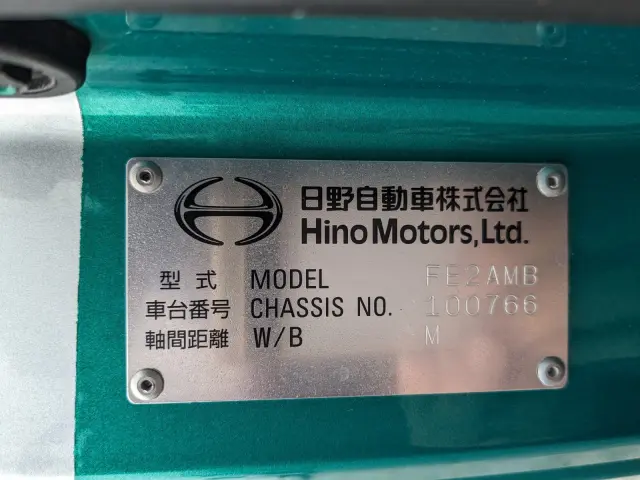 日野自動車株式会社
Hino Motors,Ltd.
型式 MODEL FE2AMB
車台番号 CHASSIS NO. 100766
軸間距離 W/B M